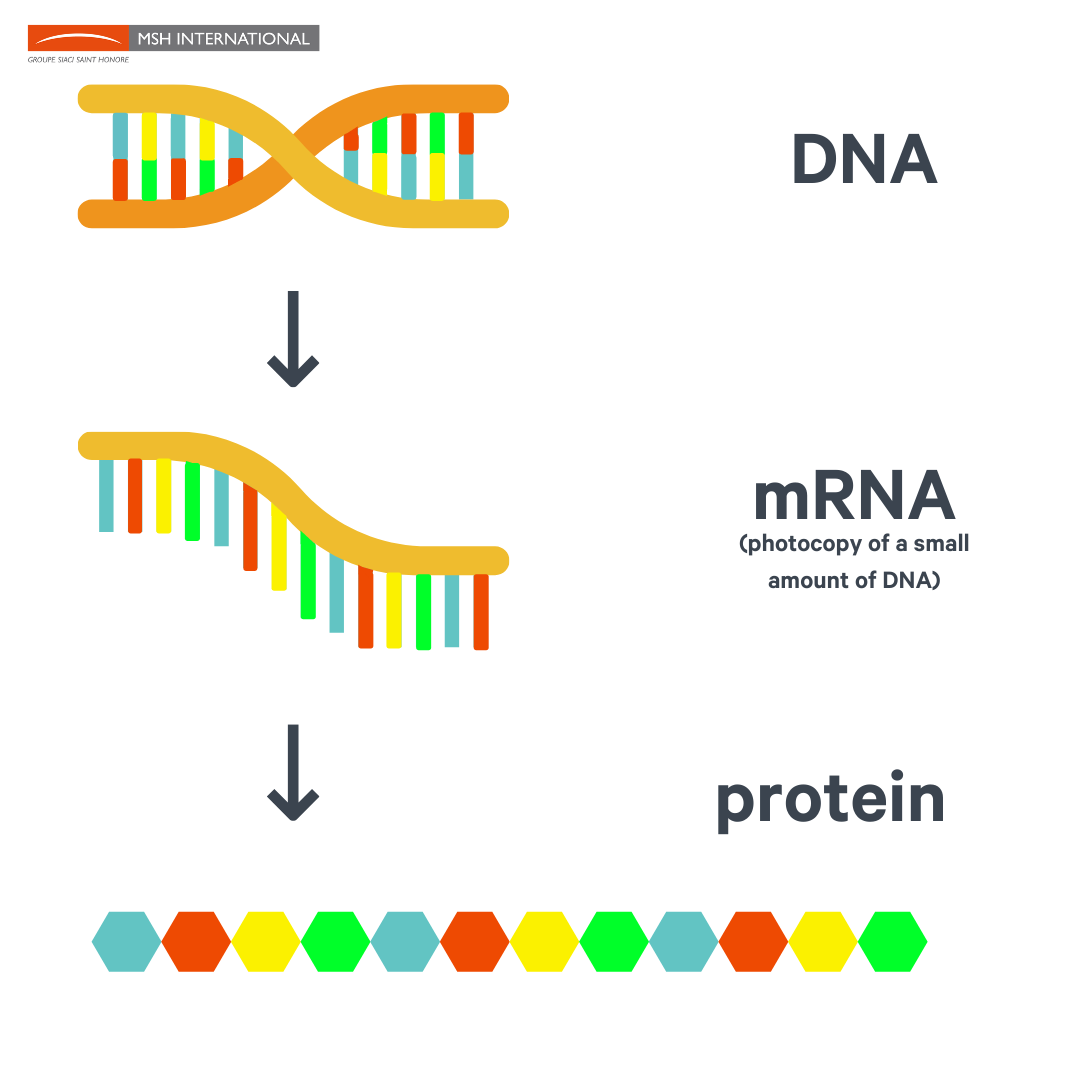 MSH INTERNATIONAL
GROUPE SIACI SAINT HONORE
DNA
mRNA
(photocopy of a small
amount of DNA)
protein